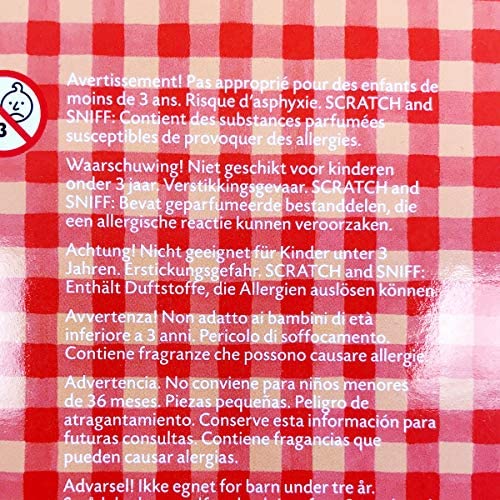 3
Avertissement! Pas approprié pour des enfants de
moins de 3 ans. Risque d'asphyxie. SCRATCH and
SNIFF: Contient des substances parfumées
susceptibles de provoquer des allergies.
Waarschuwing! Niet geschikt voor kinderen
onder 3 jaar. Verstikkingsgevaar. SCRATCH and
SNIFF: Bevat geparfumeerde bestanddelen, die
een allergische reactie kunnen veroorzaken.
Achtung! Nicht geeignet für Kinder unter 3
Jahren. Erstickungsgefahr. SCRATCH and SNIFF:
Enthält Duftstoffe, die Allergien auslösen können.
Avvertenza! Non adatto ai bambini di età
inferiore a 3 anni. Pericolo di soffocamento.
Contiene fragranze che possono causare allergie.
Advertencia. No conviene para niños menores
de 36 meses. Piezas pequeñas. Peligro de
atragantamiento. Conserve esta información para
futuras consultas. Contiene fragancias que
pueden causar alergias.
Advarsel! Ikke egnet for barn under tre år.